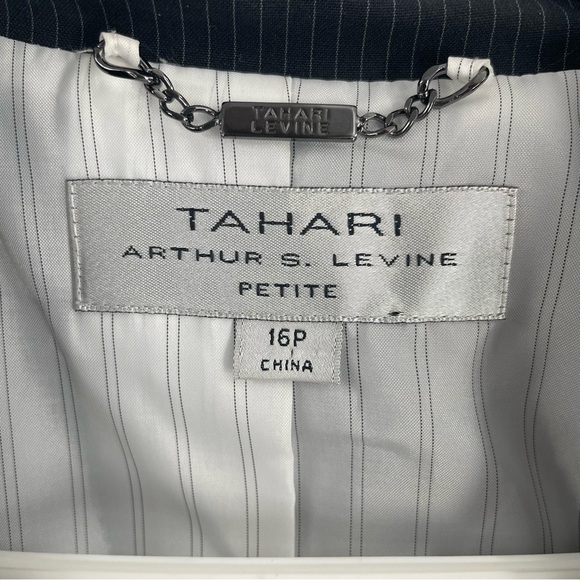 TAHARI
LEVINE
TAHARI
ARTHUR S. LEVINE
PETITE
16P
CHINA